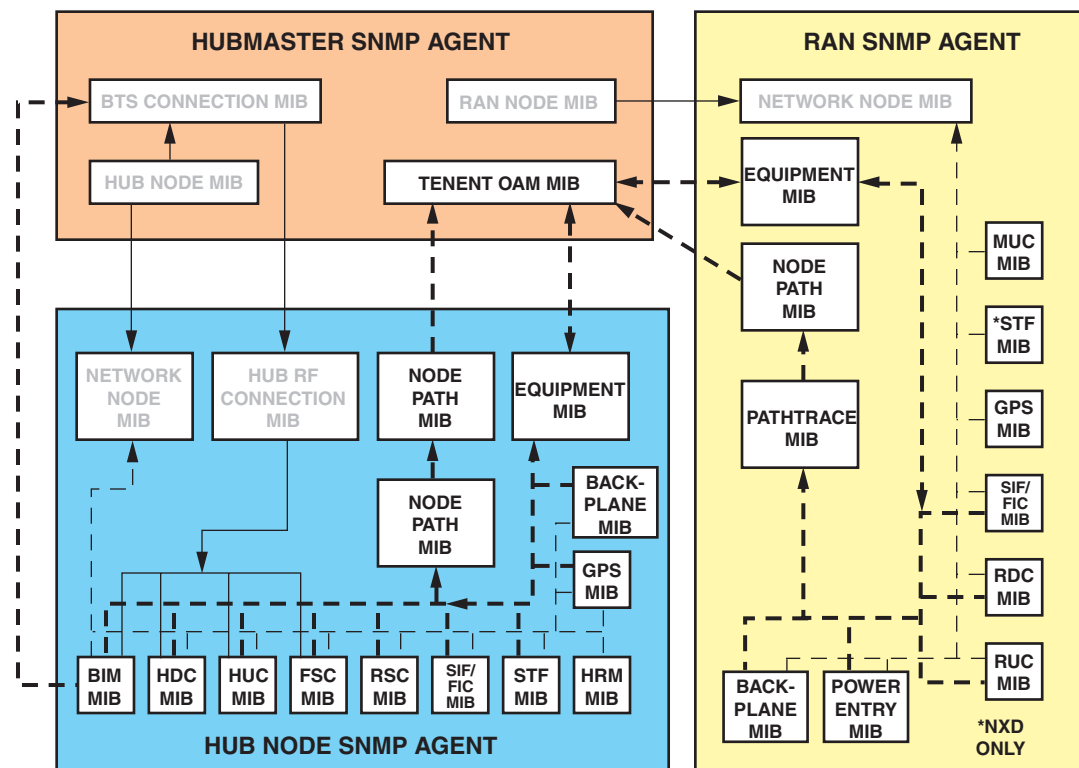 HUBMASTER SNMP AGENT
BTS CONNECTION MIB
RAN NODE MIB
HUB NODE MIB
TENENT OAM MIB
RAN SNMP AGENT
NETWORK NODE MIB
EQUIPMENT
MIB
NODE
PATH
MIB
PATHTRACE
MIB
MUC
MIB
*STF
MIB
GPS
MIB
SIF/
FIC
MIB
RDC
MIB
RUC
MIB
BACK-
PLANE
MIB
POWER
ENTRY
MIB
*NXD
ONLY
NETWORK
NODE
MIB
HUB RF
CONNECTION
MIB
NODE
PATH
MIB
EQUIPMENT
MIB
NODE
PATH
MIB
BACK-
PLANE
MIB
GPS
MIB
BIM
MIB
HDC
MIB
HUC
MIB
FSC
MIB
RSC
MIB
SIF/
FIC
MIB
STF
MIB
HRM
MIB
HUB NODE SNMP AGENT